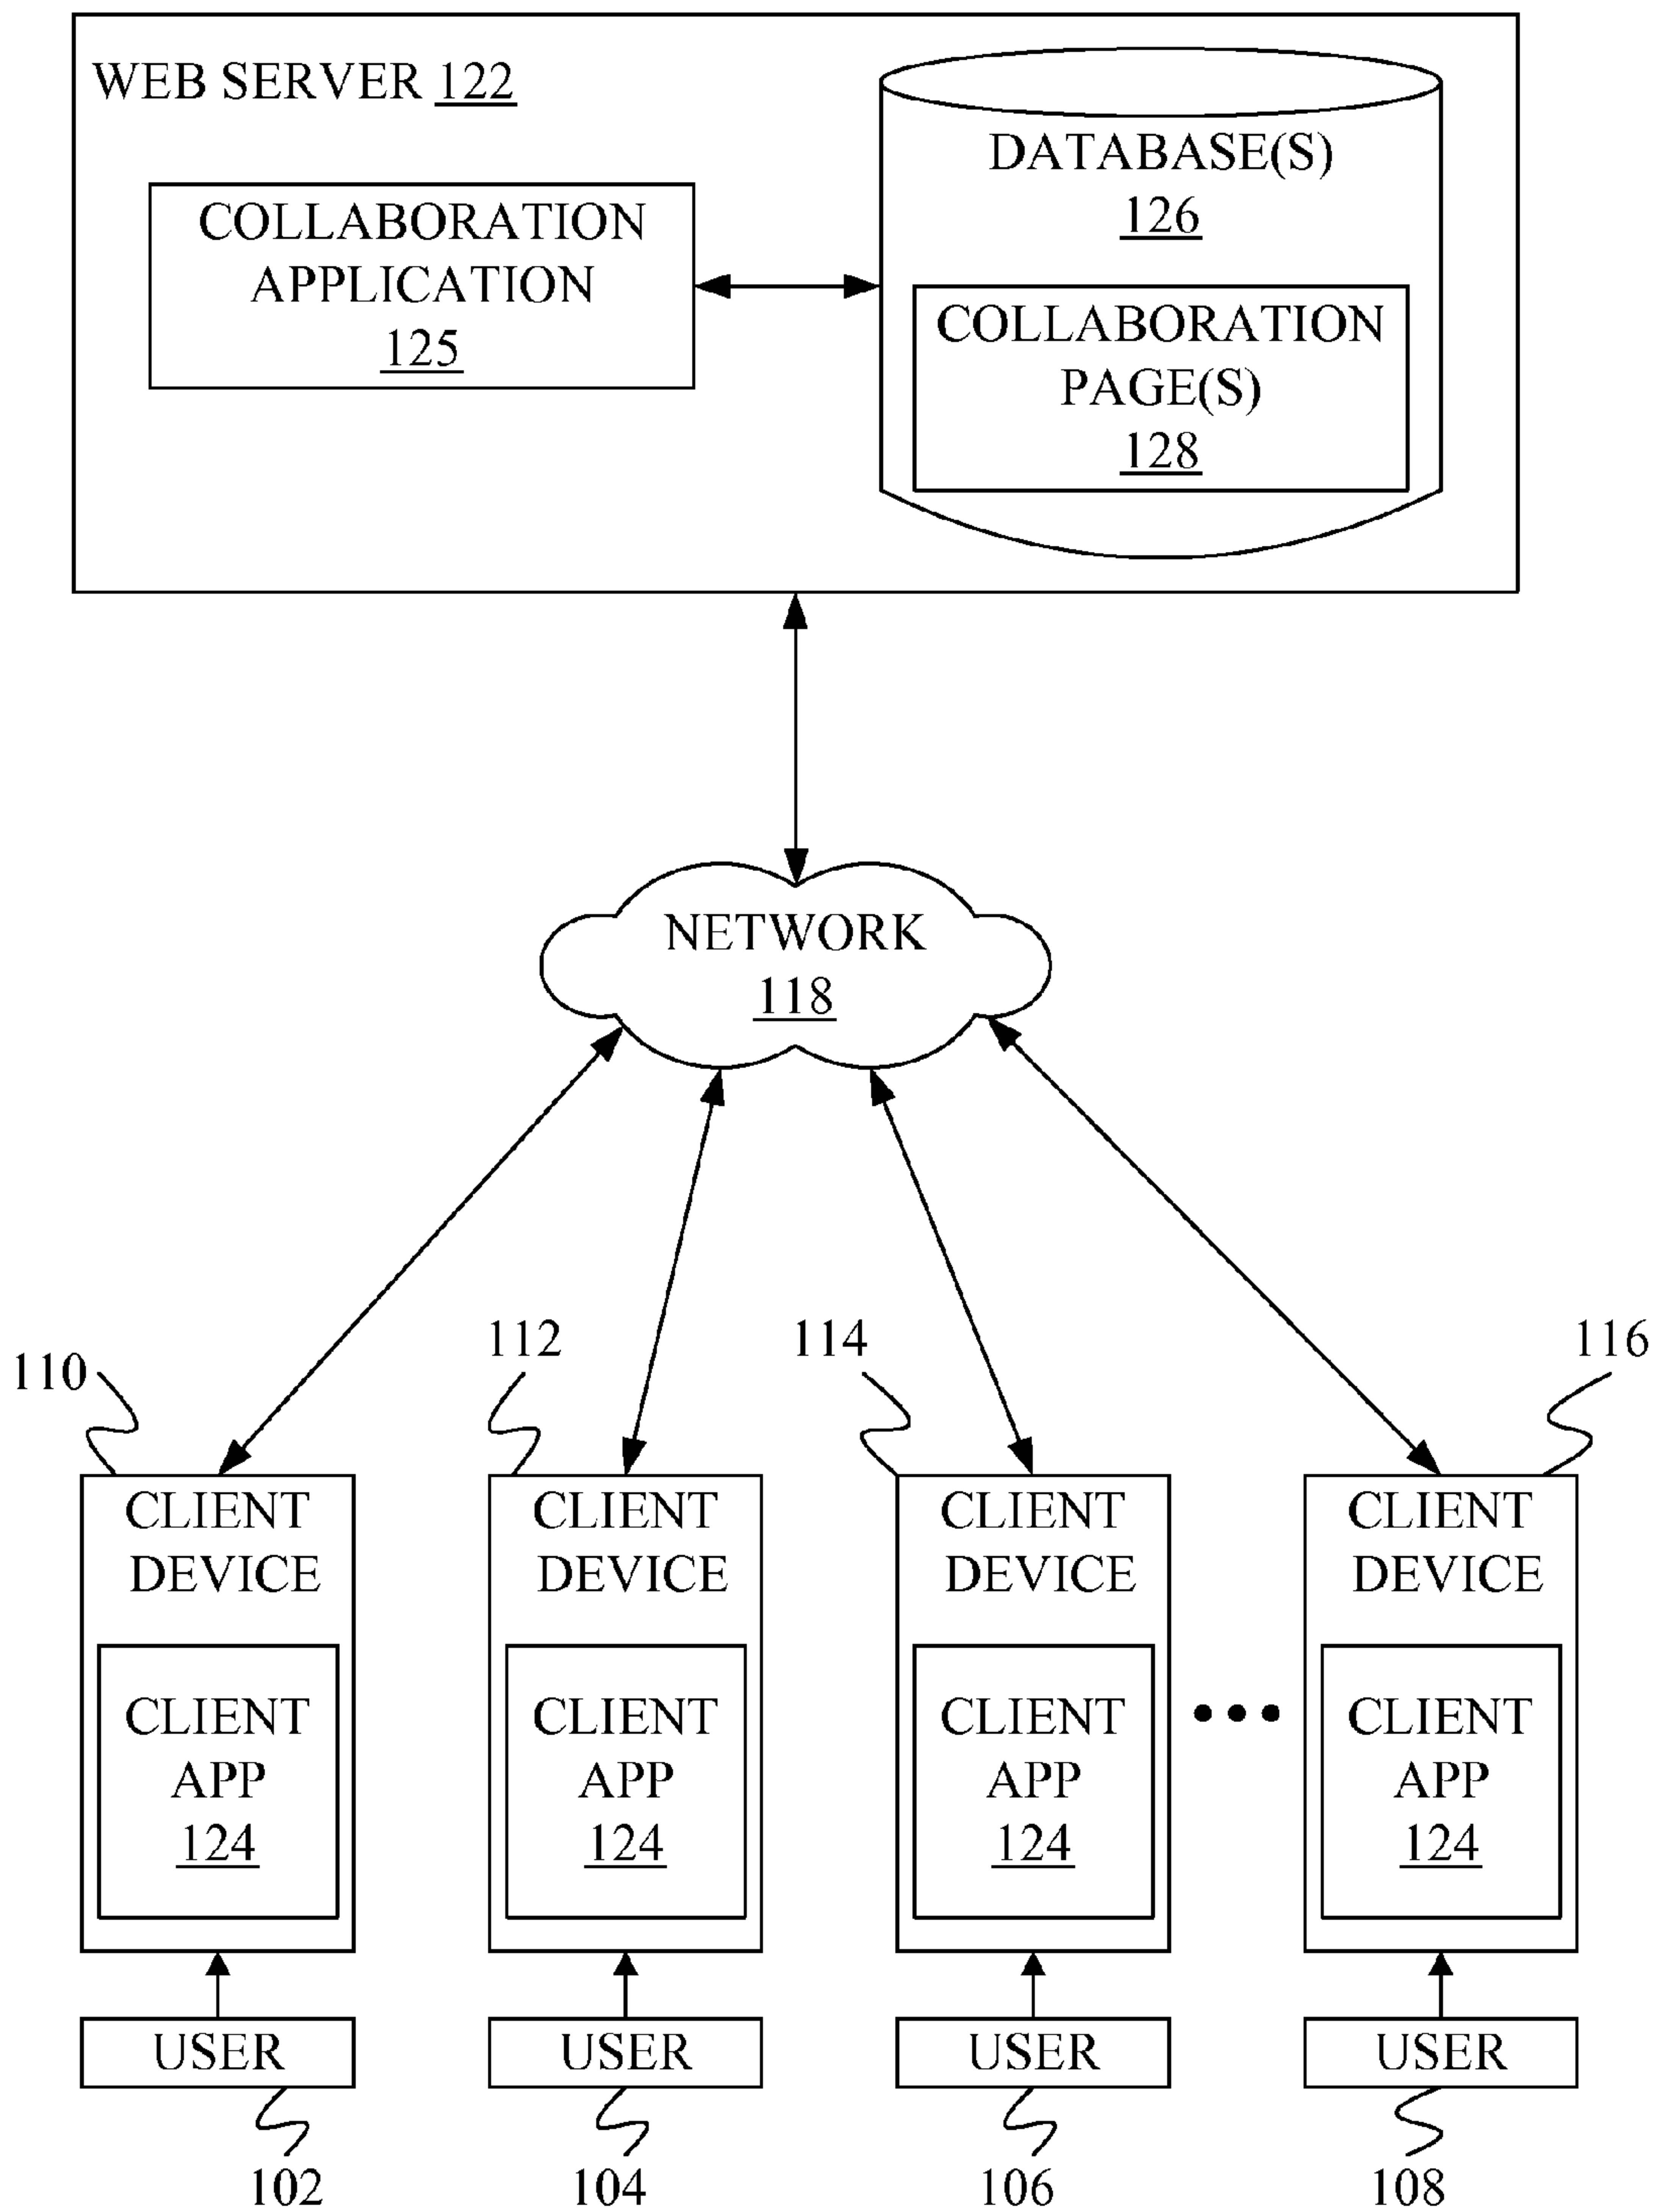 WEB SERVER 122
COLLABORATION
APPLICATION
125
DATABASE(S)
126
COLLABORATION
PAGE(S)
128
NETWORK
118
110
112
114
116
CLIENT
DEVICE
CLIENT
APP
124
CLIENT
DEVICE
CLIENT
APP
124
CLIENT
DEVICE
CLIENT
APP
124
CLIENT
DEVICE
CLIENT
APP
124
USER
USER
USER
USER
102
104
106
108